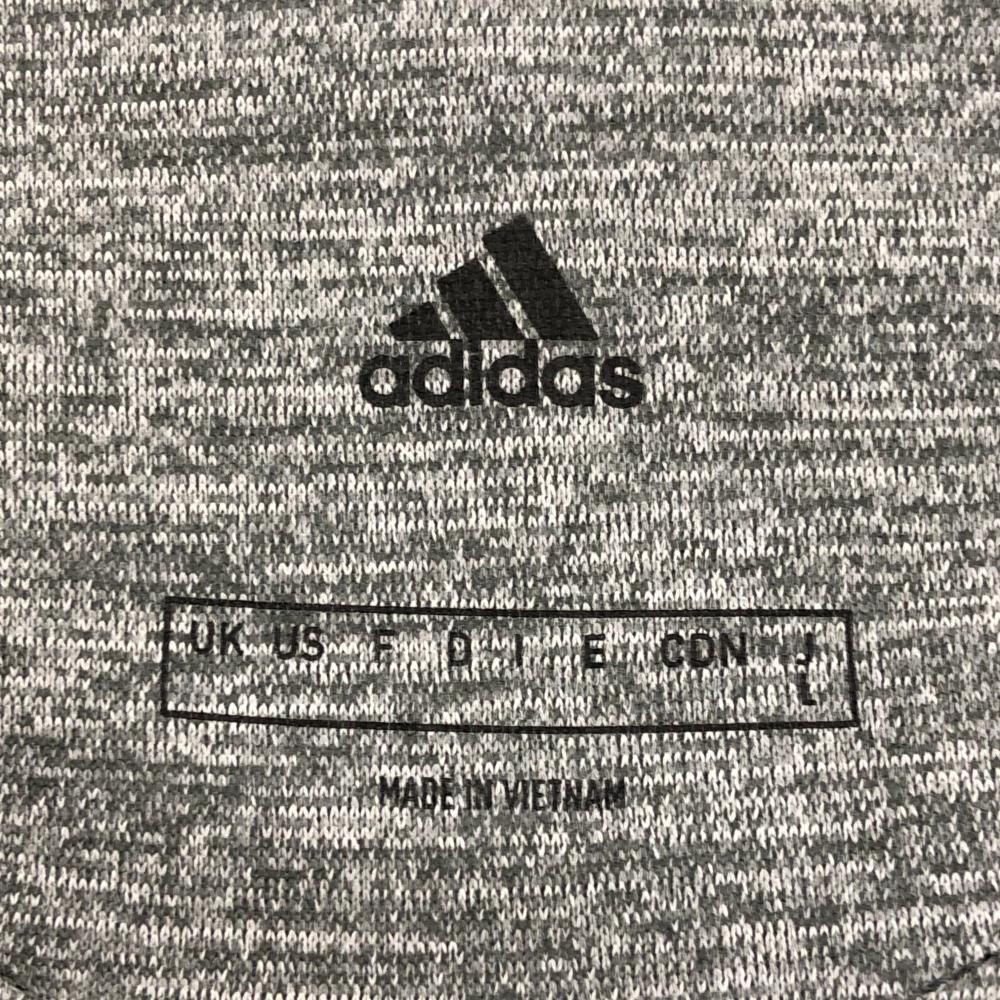 adidas
UK US F D I E CDN J
L
MADE IN VIETNAM